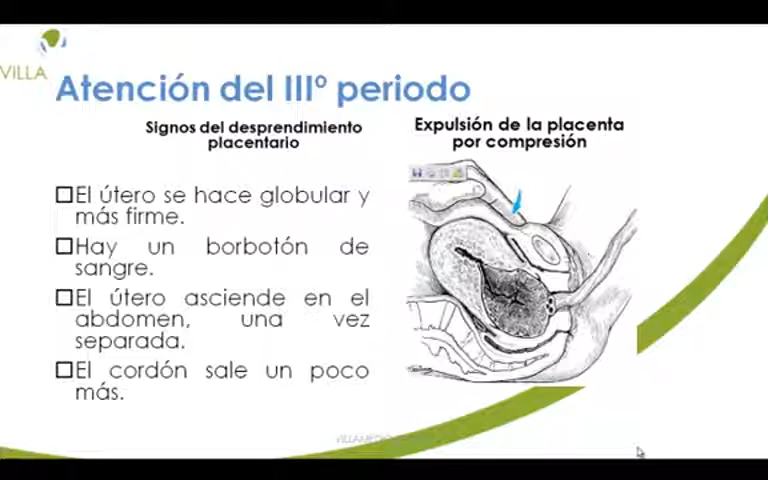 VILLA
Atención del IIIº periodo
Signos del desprendimiento
placentario
El útero se hace globular y
más firme.
Hay un borbotón de
sangre.
El útero asciende en el
abdomen, una vez
separada.
El cordón sale un poco
más.
Expulsión de la placenta
por compresión